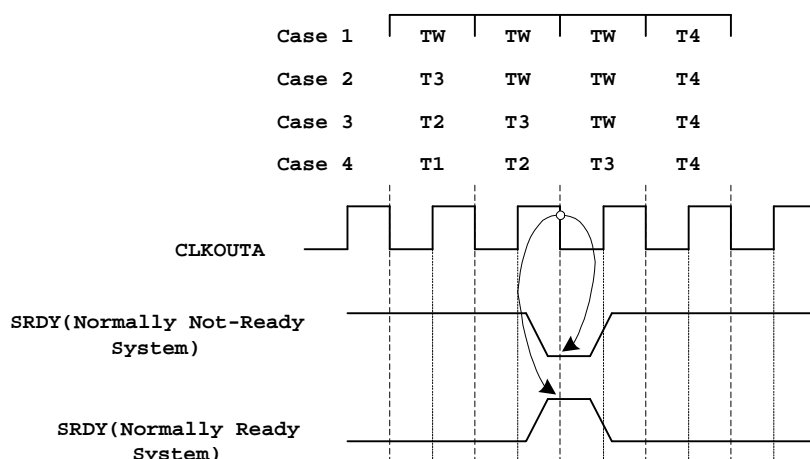 Case 1 TW TW TW T4
Case 2 T3 TW TW T4
Case 3 T2 T3 TW T4
Case 4 T1 T2 T3 T4
CLKOUTA
SRDY(Normally Not-Ready
System)
SRDY(Normally Ready
System)